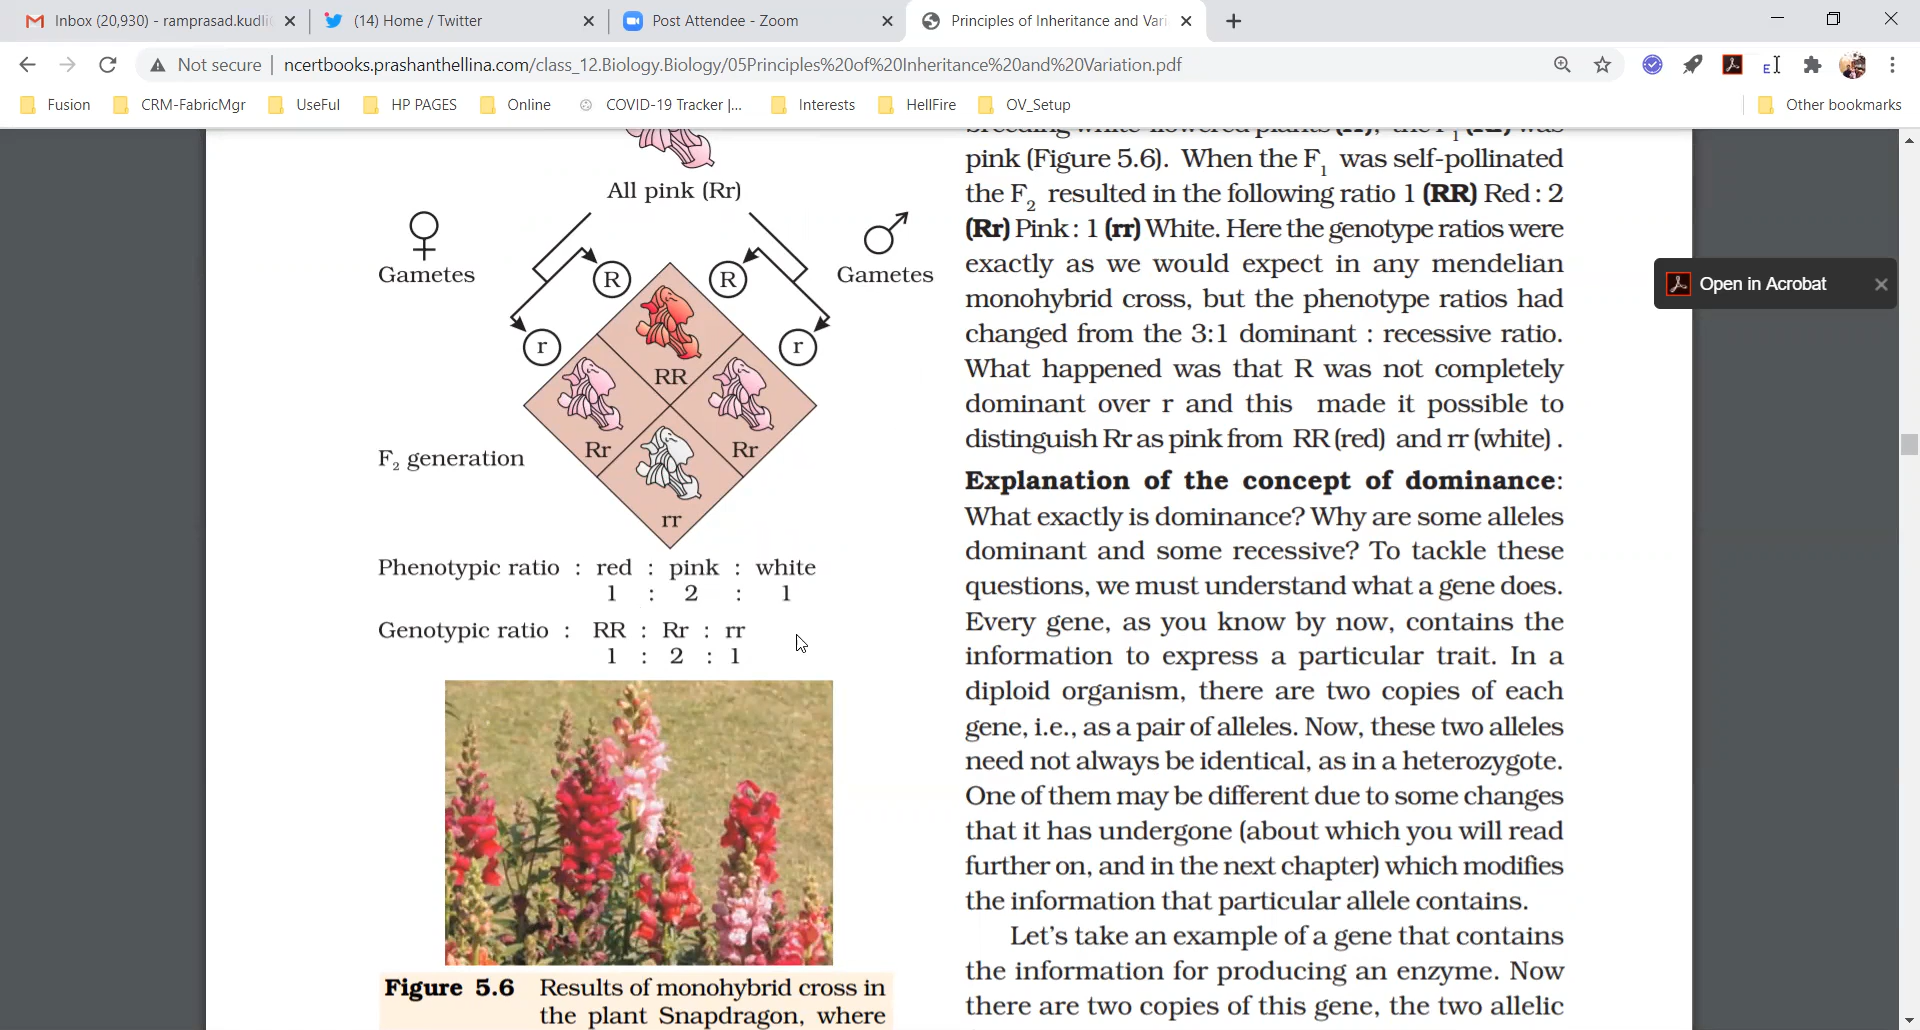 Inbox (20,930) - ramprasad.kudli
(14) Home / Twitter
Post Attendee - Zoom
Principles of Inheritance and Vari
Not secure | ncertbooks.prashanthellina.com/class_12.Biology.Biology/05Principles%20of%20Inheritance%20and%20Variation.pdf
Fusion
CRM-FabricMgr
UseFul
HP PAGES
Online
COVID-19 Tracker |...
Interests
HellFire
OV_Setup
Other bookmarks
All pink (Rr)
Gametes
Gametes
R
R
r
r
RR
Rr
Rr
rr
F2 generation
Phenotypic ratio : red : pink : white
1 : 2 : 1
Genotypic ratio : RR : Rr : rr
1 : 2 : 1
Figure 5.6 Results of monohybrid cross in
the plant Snapdragon, where
pink (Figure 5.6). When the F1 was self-pollinated
the F2 resulted in the following ratio 1 (RR) Red : 2
(Rr) Pink : 1 (rr) White. Here the genotype ratios were
exactly as we would expect in any mendelian
monohybrid cross, but the phenotype ratios had
changed from the 3:1 dominant : recessive ratio.
What happened was that R was not completely
dominant over r and this made it possible to
distinguish Rr as pink from RR (red) and rr (white) .
Explanation of the concept of dominance:
What exactly is dominance? Why are some alleles
dominant and some recessive? To tackle these
questions, we must understand what a gene does.
Every gene, as you know by now, contains the
information to express a particular trait. In a
diploid organism, there are two copies of each
gene, i.e., as a pair of alleles. Now, these two alleles
need not always be identical, as in a heterozygote.
One of them may be different due to some changes
that it has undergone (about which you will read
further on, and in the next chapter) which modifies
the information that particular allele contains.
Let's take an example of a gene that contains
the information for producing an enzyme. Now
there are two copies of this gene, the two allelic
Open in Acrobat